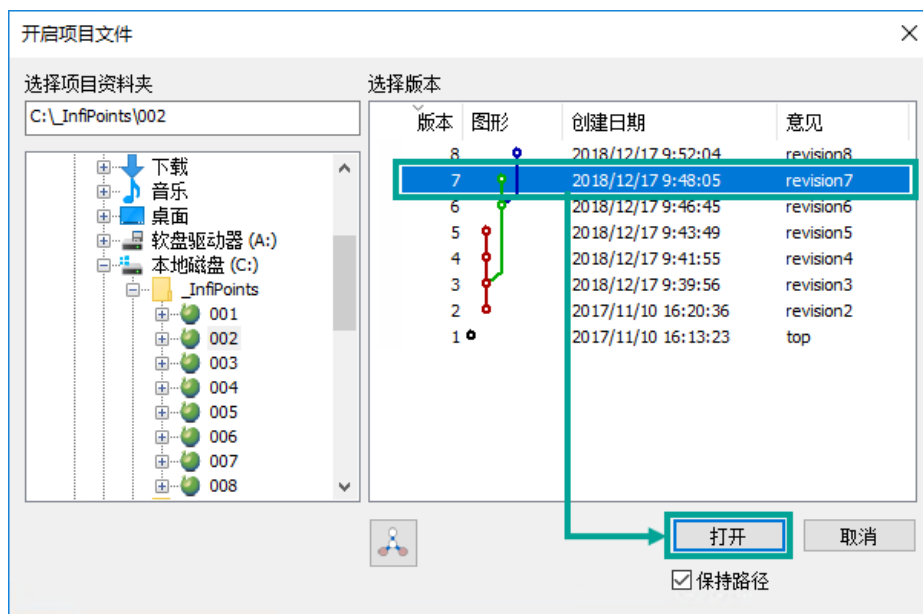 开启项目文件
选择项目资料夹
C:\_InfiPoints\002
下载
音乐
桌面
软盘驱动器 (A:)
本地磁盘 (C:)
_InfiPoints
001
002
003
004
005
006
007
008
选择版本
版本 图形 创建日期 意见
8 2018/12/17 9:52:04 revision8
7 2018/12/17 9:48:05 revision7
6 2018/12/17 9:46:45 revision6
5 2018/12/17 9:43:49 revision5
4 2018/12/17 9:41:55 revision4
3 2018/12/17 9:39:56 revision3
2 2017/11/10 16:20:36 revision2
1 2017/11/10 16:13:23 top
打开 取消
保持路径